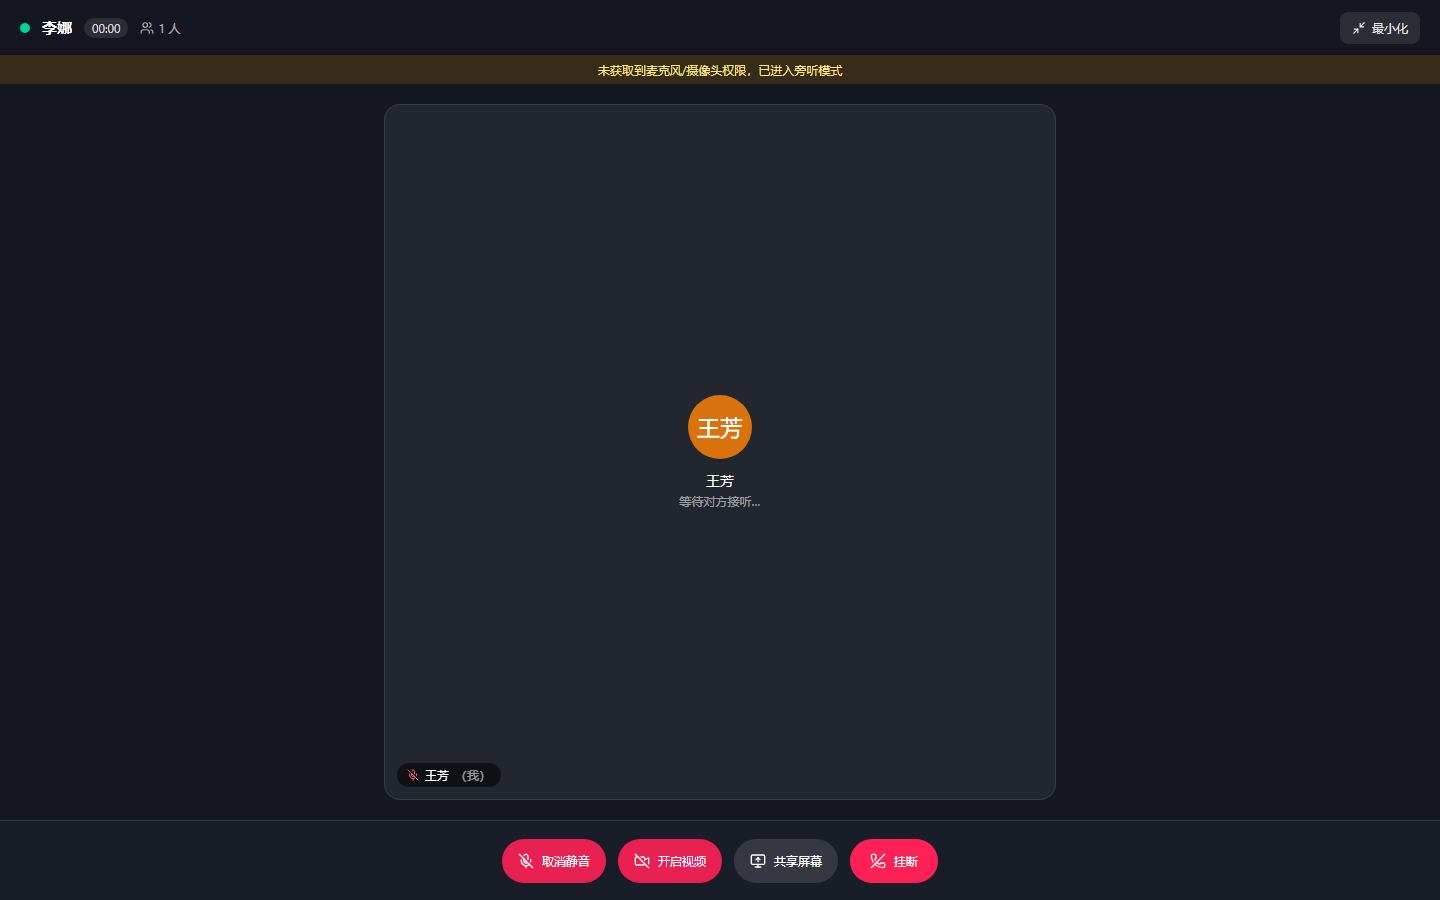 李娜 00:00 1 人 最小化
未获取到麦克风/摄像头权限，已进入旁听模式
王芳
王芳
等待对方接听...
王芳 （我）
取消静音 开启视频 共享屏幕 挂断